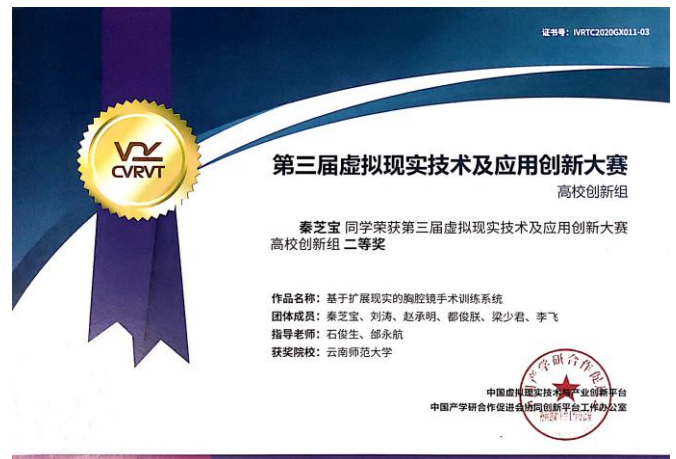 证书号：IVRTC2020GX011-03
CVRVT
第三届虚拟现实技术及应用创新大赛
高校创新组
秦芝宝 同学荣获第三届虚拟现实技术及应用创新大赛
高校创新组 二等奖
作品名称：基于扩展现实的胸腔镜手术训练系统
团体成员：秦芝宝、刘涛、赵承明、都俊朕、梁少君、李飞
指导老师：石俊生、邰永航
获奖院校：云南师范大学
中国虚拟现实技术与产业创新平台
中国产学研合作促进会协同创新平台工作办公室